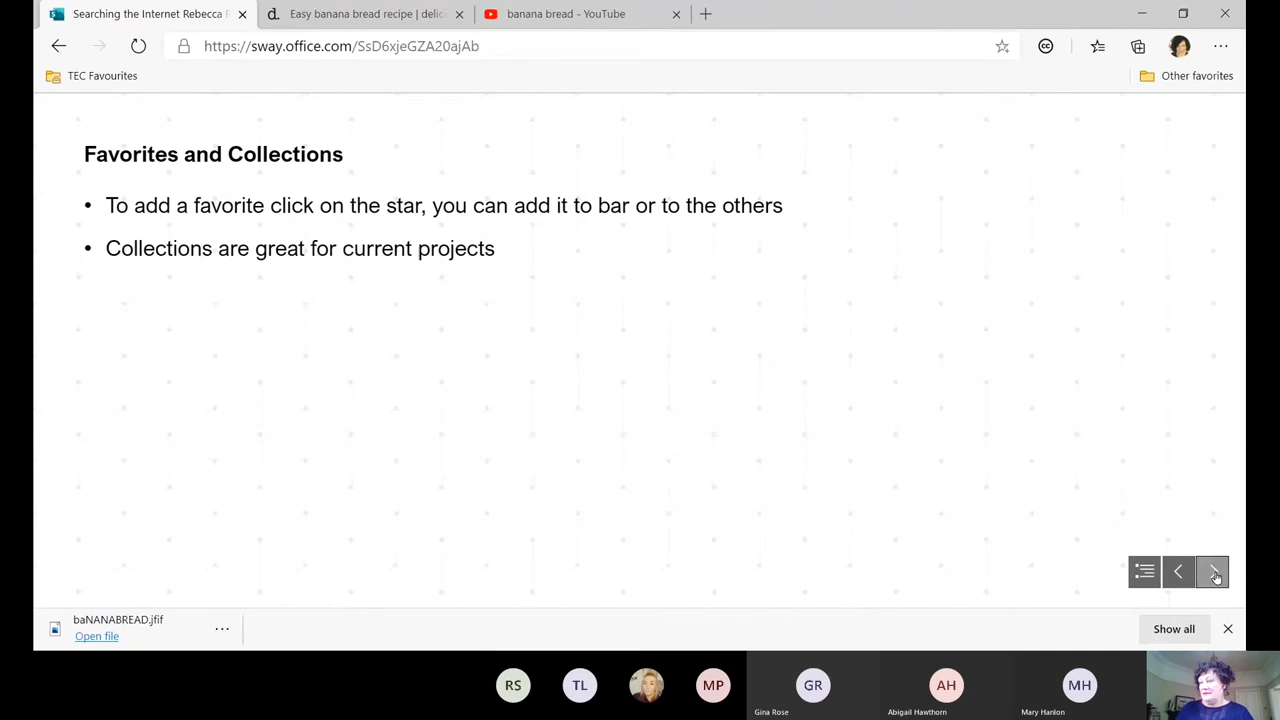 Searching the Internet Rebecca
Easy banana bread recipe | delic
banana bread - YouTube
https://sway.office.com/SsD6xjeGZA20ajAb
TEC Favourites
Other favorites
Favorites and Collections
• To add a favorite click on the star, you can add it to bar or to the others
• Collections are great for current projects
baNANABREAD.jfif
Open file
Show all
RS
TL
MP
GR
AH
MH
Gina Rose
Abigail Hawthorn
Mary Hanlon